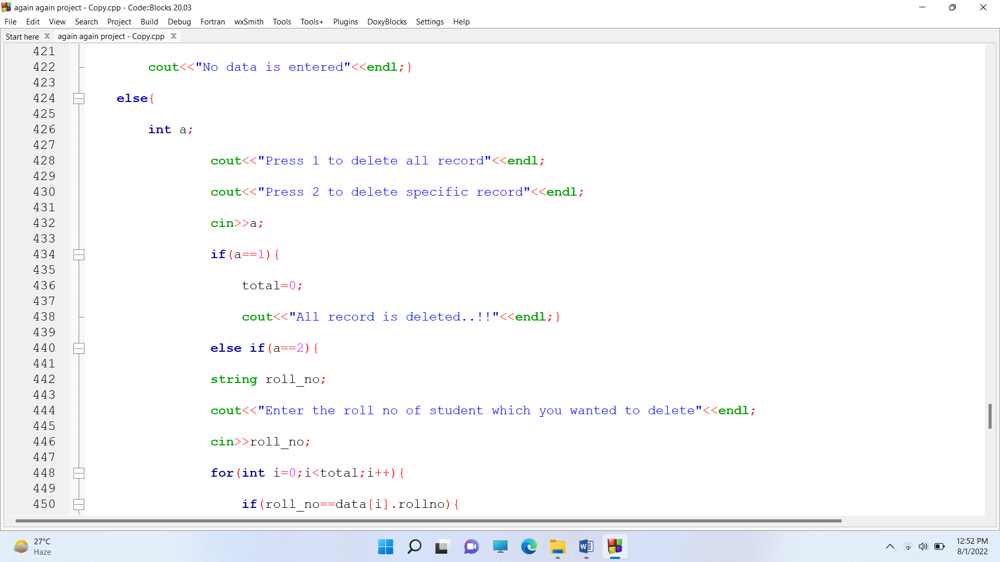 again again project - Copy.cpp - Code::Blocks 20.03
File Edit View Search Project Build Debug Fortran wxSmith Tools Tools+ Plugins DoxyBlocks Settings Help
Start here again again project - Copy.cpp
421
422 cout<<"No data is entered"<<endl;}
423
424 else{
425
426 int a;
427
428 cout<<"Press 1 to delete all record"<<endl;
429
430 cout<<"Press 2 to delete specific record"<<endl;
431
432 cin>>a;
433
434 if(a==1){
435
436 total=0;
437
438 cout<<"All record is deleted..!!"<<endl;}
439
440 else if(a==2){
441
442 string roll_no;
443
444 cout<<"Enter the roll no of student which you wanted to delete"<<endl;
445
446 cin>>roll_no;
447
448 for(int i=0;i<total;i++){
449
450 if(roll_no==data[i].rollno){
27°C
Haze
12:52 PM
8/1/2022